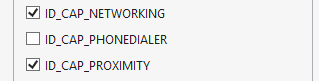 ID_CAP_NETWORKING
ID_CAP_PHONEDIALER
ID_CAP_PROXIMITY